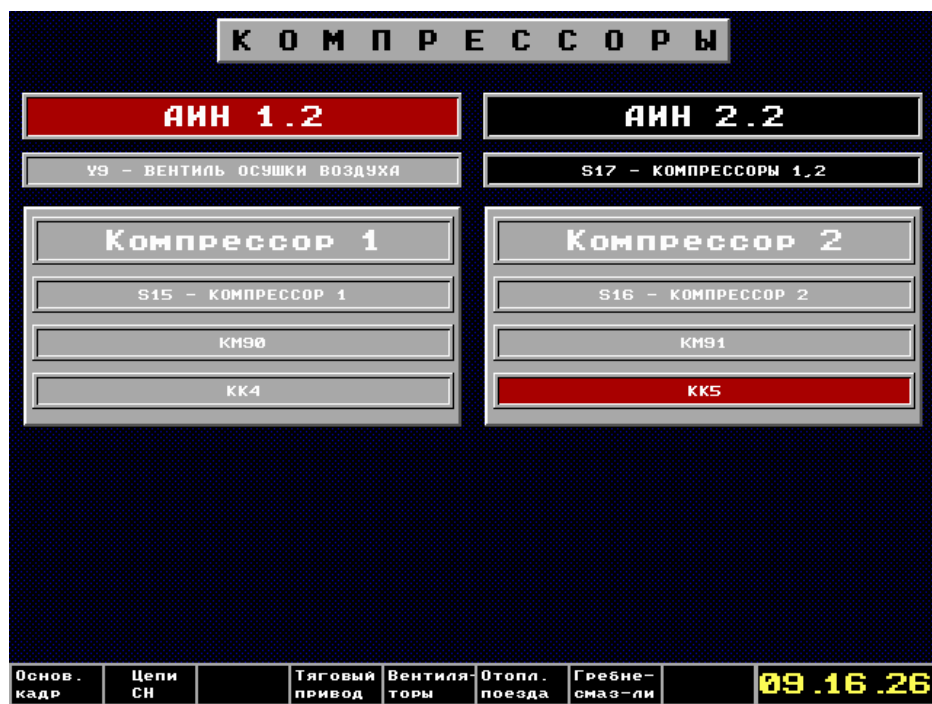 КОМПРЕССОРЫ
АИН 1.2
АИН 2.2
У9 - ВЕНТИЛЬ ОСУШКИ ВОЗДУХА
S17 - КОМПРЕССОРЫ 1,2
Компрессор 1
Компрессор 2
S15 - КОМПРЕССОР 1
S16 - КОМПРЕССОР 2
КМ90
КМ91
КК4
КК5
Основ. кадр
Цепи СН
Тяговый привод
Вентиля-торы
Отопл. поезда
Гребне-смаз-ли
09.16.26